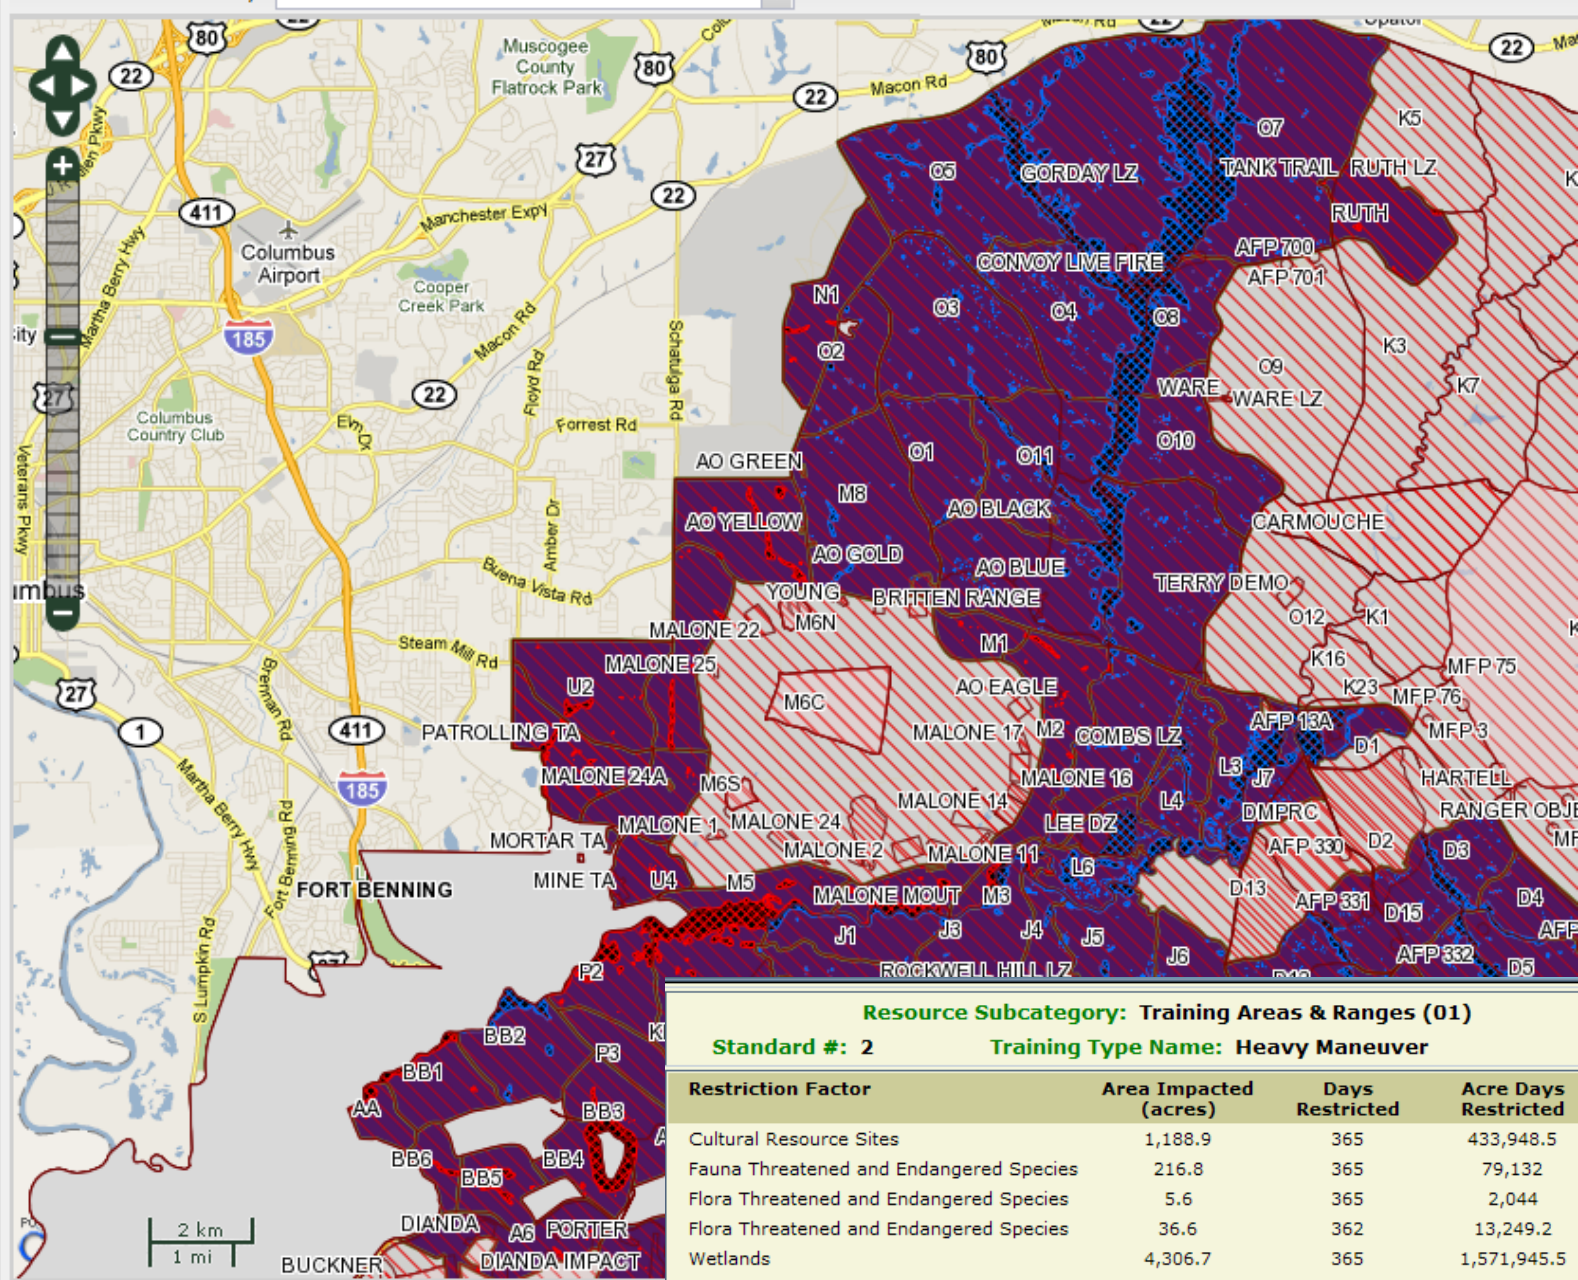 80
22
22
Muscogee
County
Flatrock Park
80
22
Macon Rd
80
22
22
27
22
411
Manchester Expy
Columbus
Airport
Martha Berry Hwy
Cooper
Creek Park
Macon Rd
185
27
22
Floyd Rd
Schatulga Rd
Columbus
Country Club
Elm Dr
Forrest Rd
Veterans Pkwy
Amber Dr
Buena Vista Rd
Steam Mill Rd
Brennan Rd
27
1
411
185
Martha Berry Hwy
Fort Benning Rd
S Lumpkin Rd
FORT BENNING
O7
K5
O5
GORDAY LZ
TANK TRAIL
RUTH LZ
RUTH
AFP 700
CONVOY LIVE FIRE
AFP 701
N1
O3
O4
O8
O2
K3
O9
WARE
WARE LZ
K7
O10
O1
O11
AO GREEN
M8
AO YELLOW
AO BLACK
CARMOUCHE
AO GOLD
AO BLUE
TERRY DEMO
YOUNG
BRITTEN RANGE
M6N
O12
K1
MALONE 22
M1
K16
MALONE 25
MFP 75
U2
AO EAGLE
K23
MFP 76
M6C
PATROLLING TA
MALONE 17
M2
COMBS LZ
AFP 13A
MFP 3
D1
MALONE 24A
M6S
MALONE 16
L3
J7
HARTELL
MALONE 14
L4
DMPRC
RANGER OBJE
MALONE 1
MALONE 24
LEE DZ
MORTAR TA
MALONE 2
MALONE 11
AFP 330
D2
D3
MINE TA
U4
M5
L6
MALONE MOUT
M3
D13
AFP 331
D15
D4
J1
J3
J4
J5
J6
AFP 332
D5
P2
ROCKWELL HILL LZ
BB2
P3
BB1
AA
BB3
BB6
BB4
BB5
DIANDA
A6
PORTER
BUCKNER
DIANDA IMPACT
2 km
1 mi
Resource Subcategory: Training Areas & Ranges (01)
Standard #: 2 Training Type Name: Heavy Maneuver
Restriction Factor Area Impacted (acres) Days Restricted Acre Days Restricted
Cultural Resource Sites 1,188.9 365 433,948.5
Fauna Threatened and Endangered Species 216.8 365 79,132
Flora Threatened and Endangered Species 5.6 365 2,044
Flora Threatened and Endangered Species 36.6 362 13,249.2
Wetlands 4,306.7 365 1,571,945.5